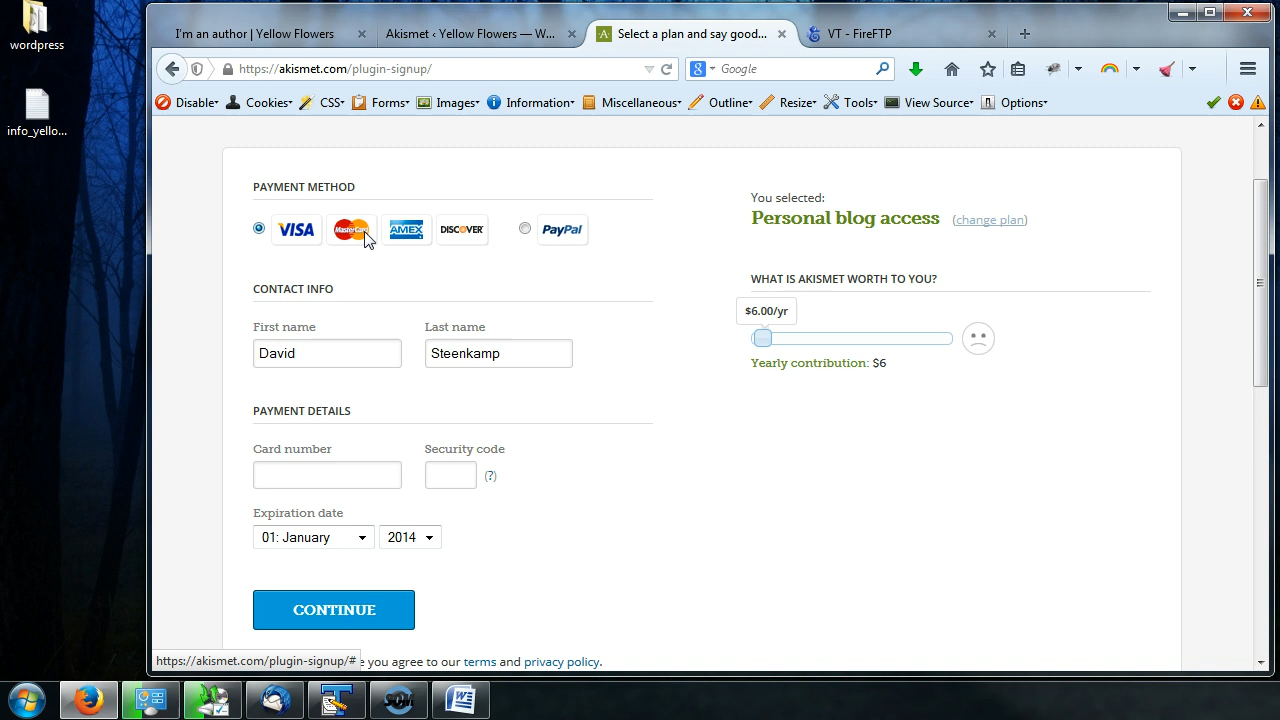 wordpress
info_yello...
I'm an author | Yellow Flowers
Akismet ‹ Yellow Flowers — W...
Select a plan and say good...
VT - FireFTP
https://akismet.com/plugin-signup/
Google
Disable
Cookies
CSS
Forms
Images
Information
Miscellaneous
Outline
Resize
Tools
View Source
Options
PAYMENT METHOD
VISA
MasterCard
AMEX
DISCOVER
PayPal
You selected:
Personal blog access (change plan)
CONTACT INFO
First name
Last name
David
Steenkamp
WHAT IS AKISMET WORTH TO YOU?
$6.00/yr
Yearly contribution: $6
PAYMENT DETAILS
Card number
Security code
(?)
Expiration date
01: January
2014
CONTINUE
https://akismet.com/plugin-signup/#
e you agree to our terms and privacy policy.